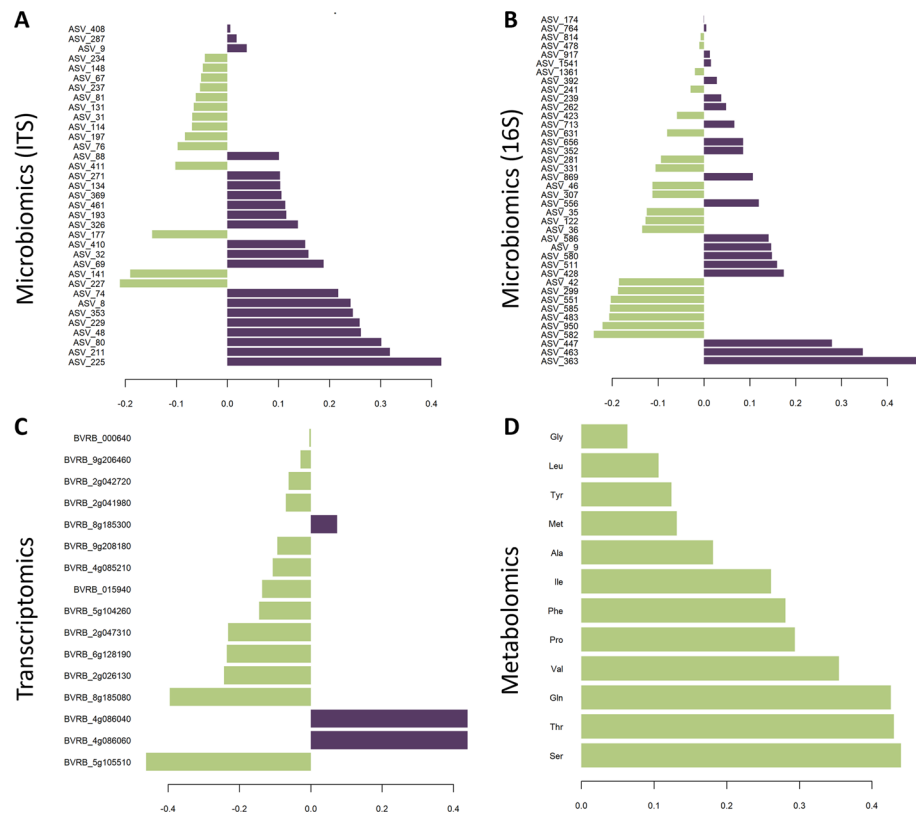 A
Microbiomics (ITS)
ASV_408
ASV_287
ASV_9
ASV_234
ASV_148
ASV_67
ASV_237
ASV_81
ASV_131
ASV_31
ASV_114
ASV_197
ASV_76
ASV_88
ASV_411
ASV_271
ASV_134
ASV_369
ASV_461
ASV_193
ASV_326
ASV_177
ASV_410
ASV_32
ASV_69
ASV_141
ASV_227
ASV_74
ASV_8
ASV_353
ASV_229
ASV_48
ASV_80
ASV_211
ASV_225
-0.2 -0.1 0.0 0.1 0.2 0.3 0.4
B
Microbiomics (16S)
ASV_174
ASV_764
ASV_814
ASV_478
ASV_917
ASV_1541
ASV_1361
ASV_392
ASV_241
ASV_239
ASV_262
ASV_423
ASV_713
ASV_631
ASV_656
ASV_352
ASV_281
ASV_331
ASV_869
ASV_46
ASV_307
ASV_556
ASV_35
ASV_122
ASV_36
ASV_586
ASV_9
ASV_580
ASV_511
ASV_428
ASV_42
ASV_299
ASV_551
ASV_585
ASV_483
ASV_950
ASV_582
ASV_447
ASV_463
ASV_363
-0.2 0.0 0.2 0.4
C
Transcriptomics
BVRB_000640
BVRB_9g206460
BVRB_2g042720
BVRB_2g041980
BVRB_8g185300
BVRB_9g208180
BVRB_4g085210
BVRB_015940
BVRB_5g104260
BVRB_2g047310
BVRB_6g128190
BVRB_2g026130
BVRB_8g185080
BVRB_4g086040
BVRB_4g086060
BVRB_5g105510
-0.4 -0.2 0.0 0.2 0.4
D
Metabolomics
Gly
Leu
Tyr
Met
Ala
Ile
Phe
Pro
Val
Gln
Thr
Ser
0.0 0.1 0.2 0.3 0.4